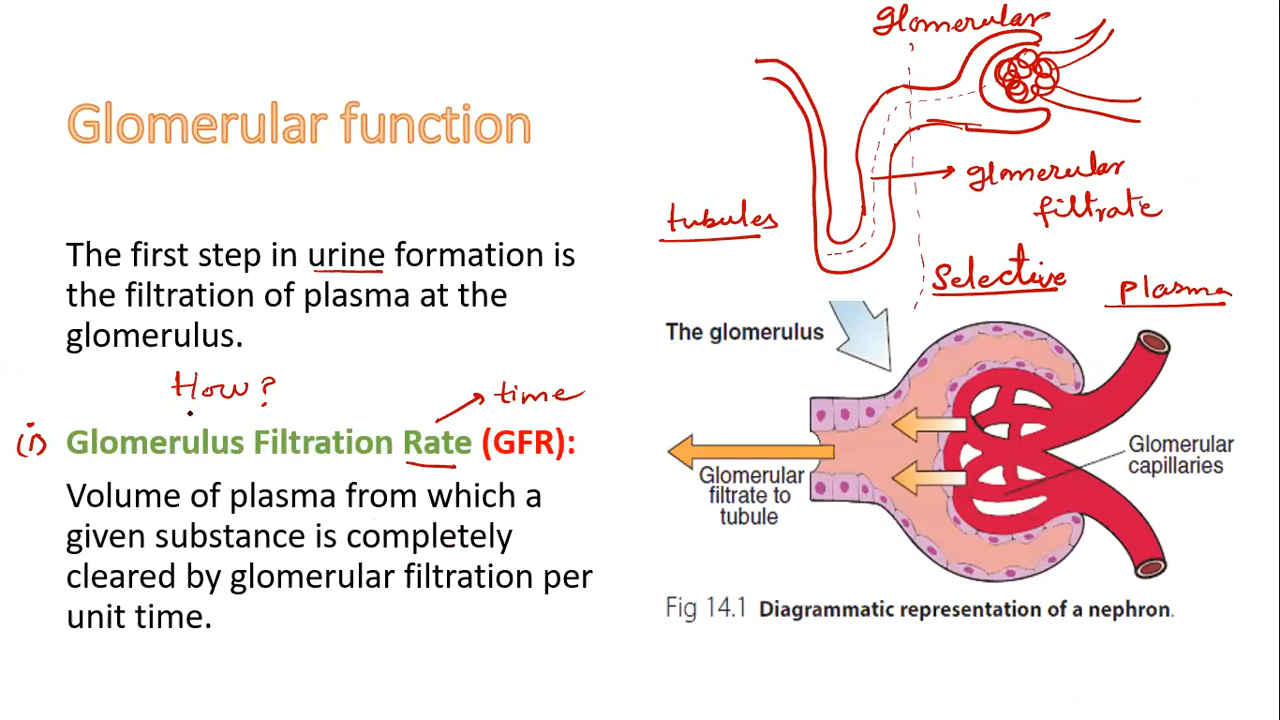 Glomerular function
The first step in urine formation is
the filtration of plasma at the
glomerulus.
How?
time
(i) Glomerulus Filtration Rate (GFR):
Volume of plasma from which a
given substance is completely
cleared by glomerular filtration per
unit time.
Glomerular
glomerular
filtrate
tubules
Selective
plasma
The glomerulus
Glomerular
capillaries
Glomerular
filtrate to
tubule
Fig 14.1 Diagrammatic representation of a nephron.